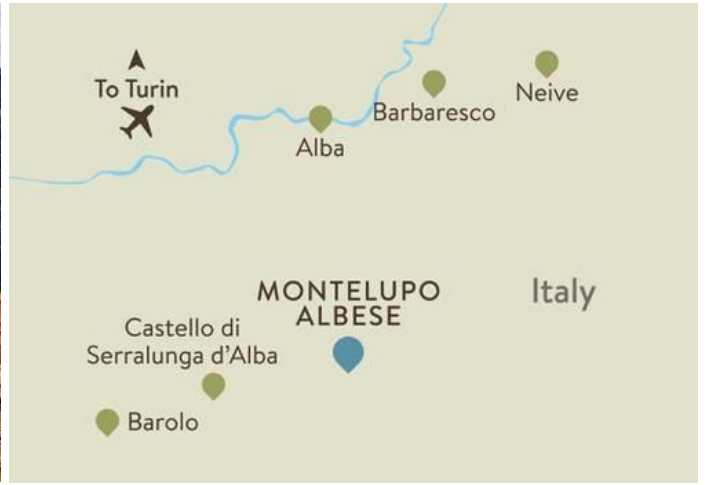 To Turin
Neive
Barbaresco
Alba
MONTELUPO
ALBESE
Italy
Castello di
Serralunga d'Alba
Barolo